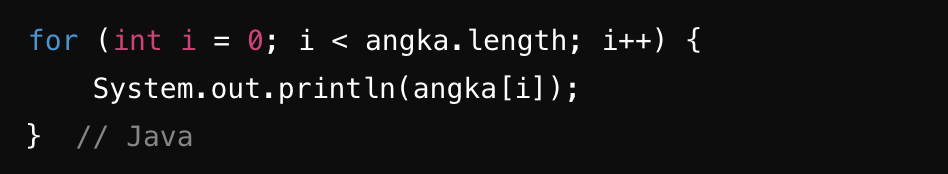 for (int i = 0; i < angka.length; i++) {
    System.out.println(angka[i]);
}  // Java